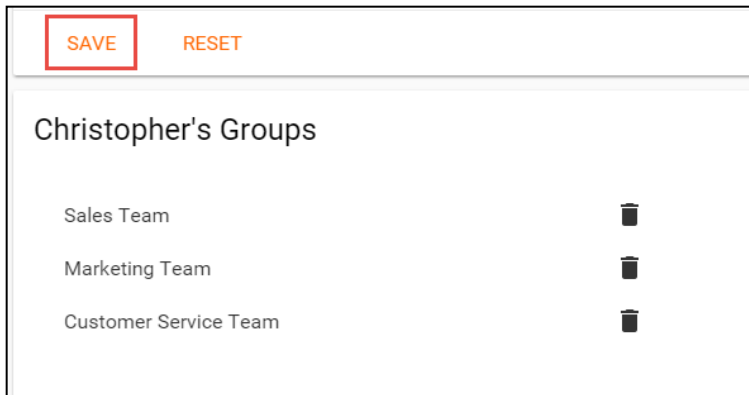 SAVE RESET
Christopher's Groups
Sales Team
Marketing Team
Customer Service Team